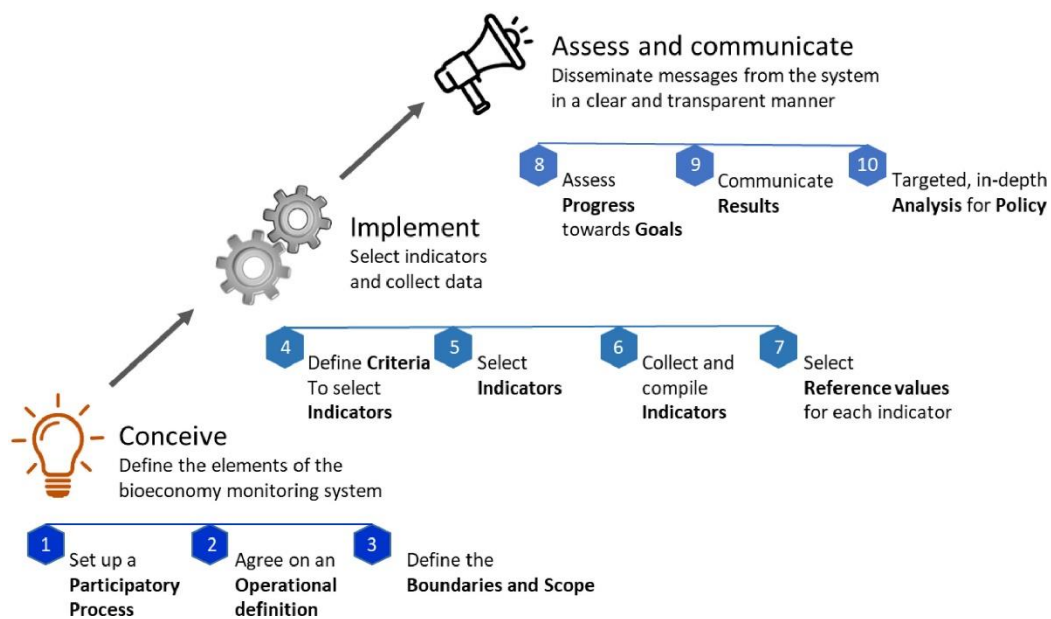 Assess and communicate
Disseminate messages from the system
in a clear and transparent manner
8
Assess
Progress
towards Goals
9
Communicate
Results
10
Targeted, in-depth
Analysis for Policy
Implement
Select indicators
and collect data
4
Define Criteria
To select
Indicators
5
Select
Indicators
6
Collect and
compile
Indicators
7
Select
Reference values
for each indicator
Conceive
Define the elements of the
bioeconomy monitoring system
1
Set up a
Participatory
Process
2
Agree on an
Operational
definition
3
Define the
Boundaries and Scope